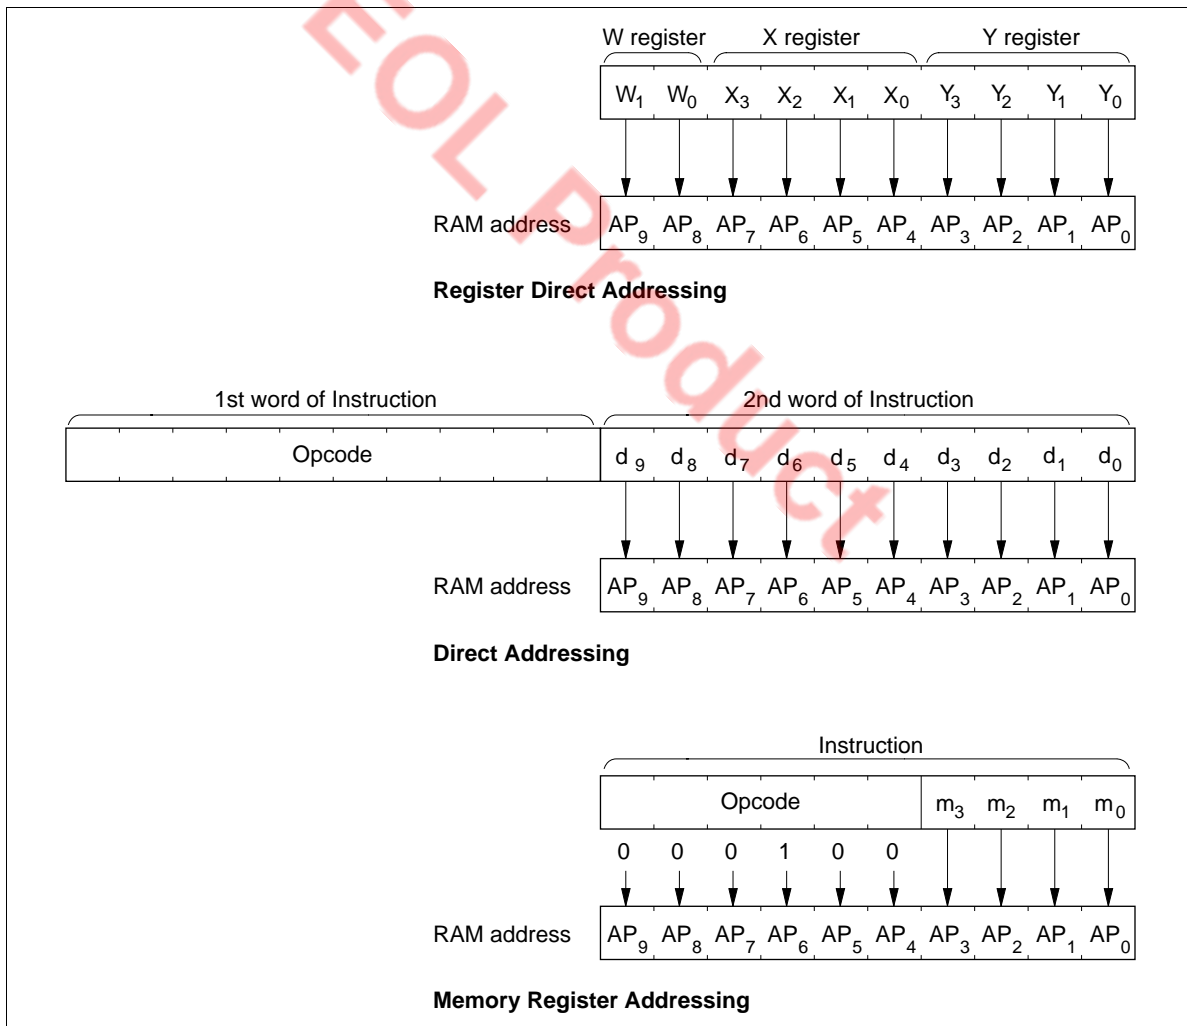 W register X register Y register
W1 W0 X3 X2 X1 X0 Y3 Y2 Y1 Y0
RAM address AP9 AP8 AP7 AP6 AP5 AP4 AP3 AP2 AP1 AP0
Register Direct Addressing
1st word of Instruction 2nd word of Instruction
Opcode d9 d8 d7 d6 d5 d4 d3 d2 d1 d0
RAM address AP9 AP8 AP7 AP6 AP5 AP4 AP3 AP2 AP1 AP0
Direct Addressing
Instruction
Opcode m3 m2 m1 m0
0 0 0 1 0 0
RAM address AP9 AP8 AP7 AP6 AP5 AP4 AP3 AP2 AP1 AP0
Memory Register Addressing
EOL Product